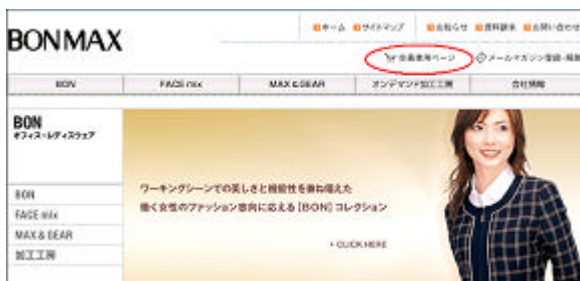 BONMAX
ホーム サイトマップ お知らせ 資料請求 お問い合わせ
会員専用ページ メールマガジン登録・解除
BON FACE mix MAX & GEAR オンデマンド加工工房 会社情報
BON
オフィス・レディスウェア
ワーキングシーンでの美しさと機能性を兼ね備えた
働く女性のファッション意向に応える[BON]コレクション
CLICK HERE
BON
FACE mix
MAX & GEAR
加工工房